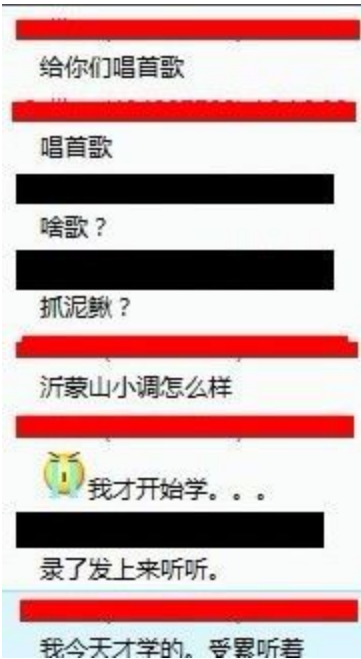 给你们唱首歌
唱首歌
啥歌？
抓泥鳅？
沂蒙山小调怎么样
我才开始学。。。
录了发上来听听。
我今天才学的。受累听着